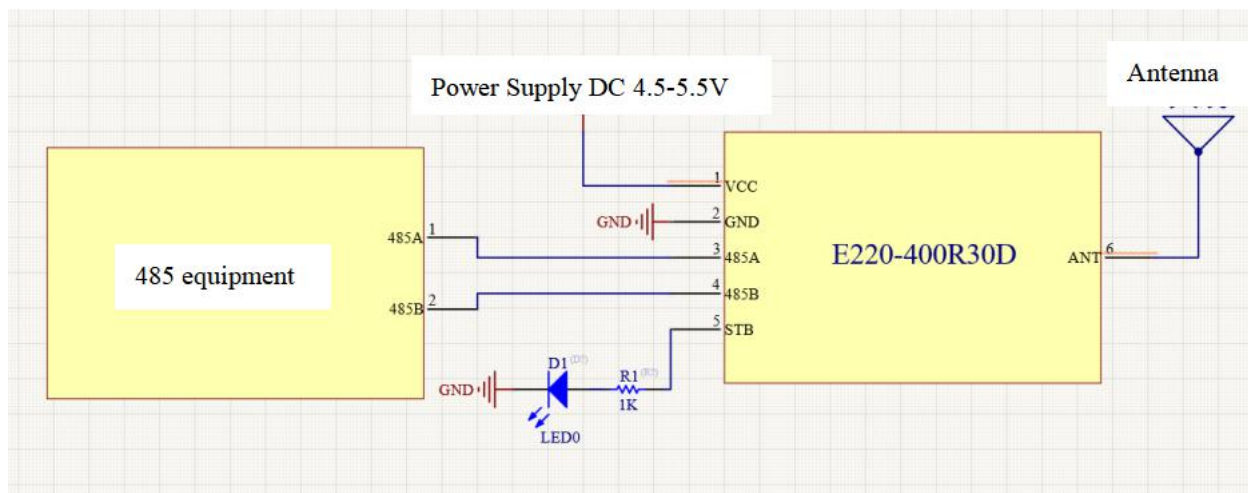 Power Supply DC 4.5-5.5V
Antenna
485 equipment
485A
1
485B
2
1
VCC
GND
2
GND
3
485A
4
485B
5
STB
E220-400R30D
ANT
6
GND
D1
LED0
R1
1K